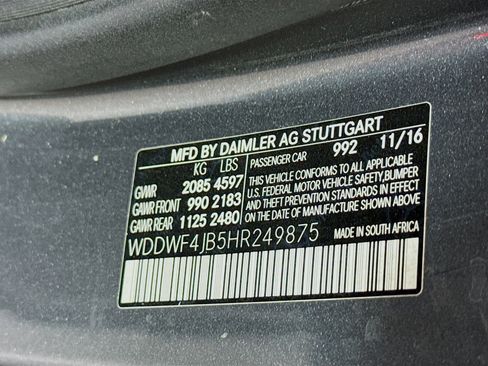 MFD BY DAIMLER AG STUTTGART
KG LBS
PASSENGER CAR 992 11/16
GVWR 2085 4597
GAWR FRONT 990 2183
GAWR REAR 1125 2480
THIS VEHICLE CONFORMS TO ALL APPLICABLE
U.S. FEDERAL MOTOR VEHICLE SAFETY, BUMPER
AND THEFT PREVENTION STANDARDS IN EFFECT
ON THE DATE OF MANUFACTURE SHOWN ABOVE.
WDDWF4JB5HR249875
MADE IN SOUTH AFRICA